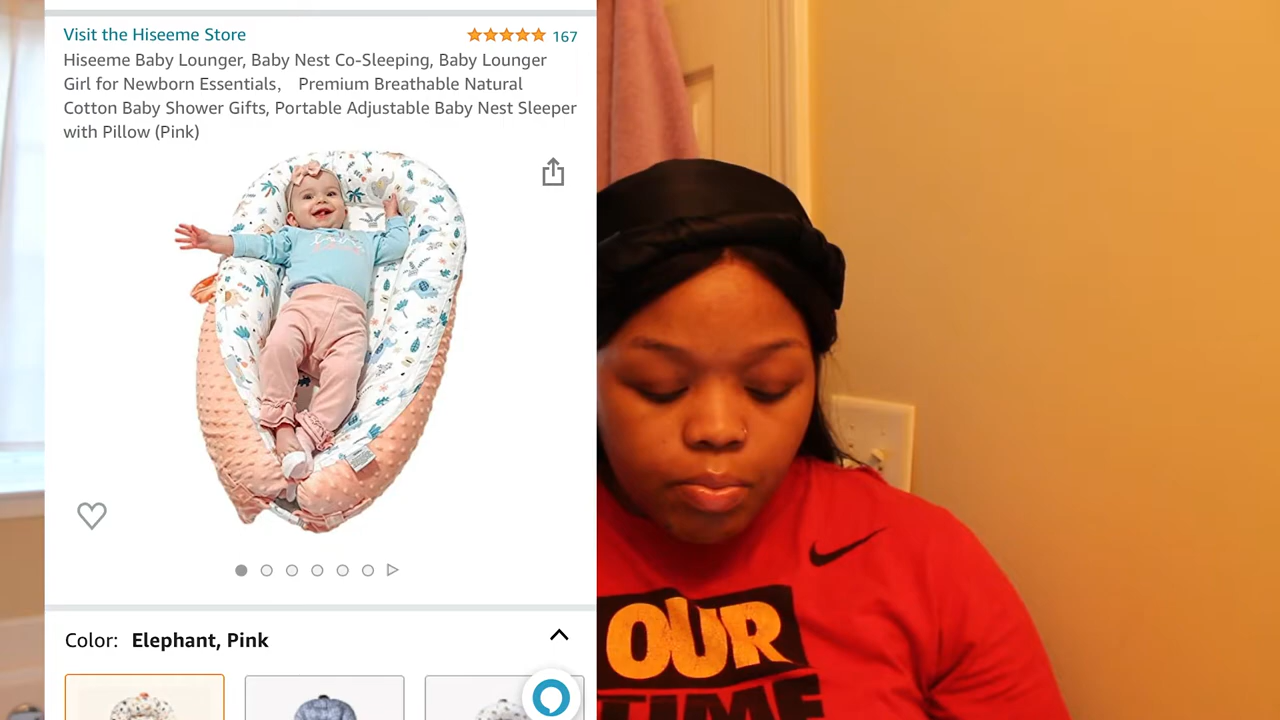 Visit the Hiseeme Store
167
Hiseeme Baby Lounger, Baby Nest Co-Sleeping, Baby Lounger
Girl for Newborn Essentials， Premium Breathable Natural
Cotton Baby Shower Gifts, Portable Adjustable Baby Nest Sleeper
with Pillow (Pink)
Color: Elephant, Pink
OUR
TIME